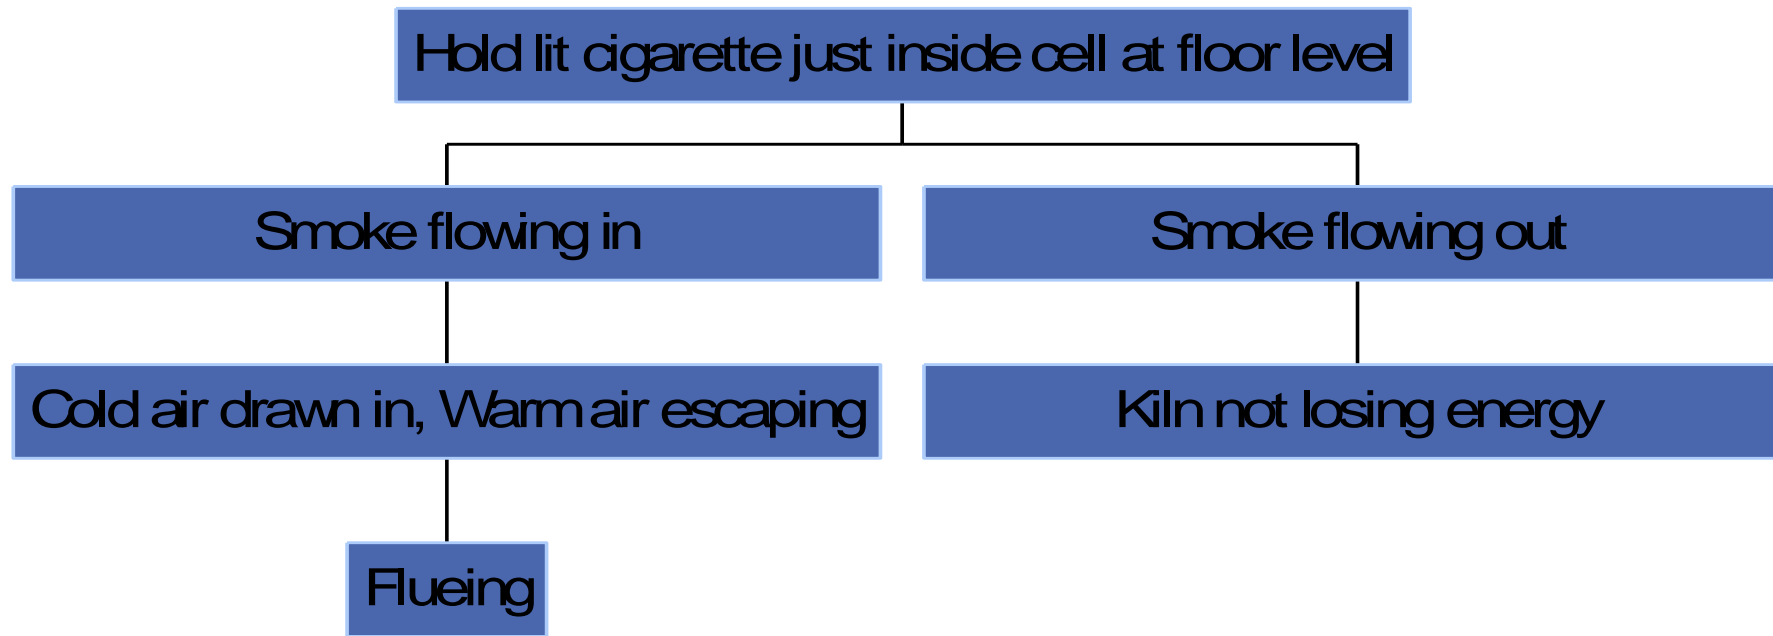 Hold lit cigarette just inside cell at floor level
Smoke flowing in
Smoke flowing out
Cold air drawn in, Warm air escaping
Kiln not losing energy
Flueing